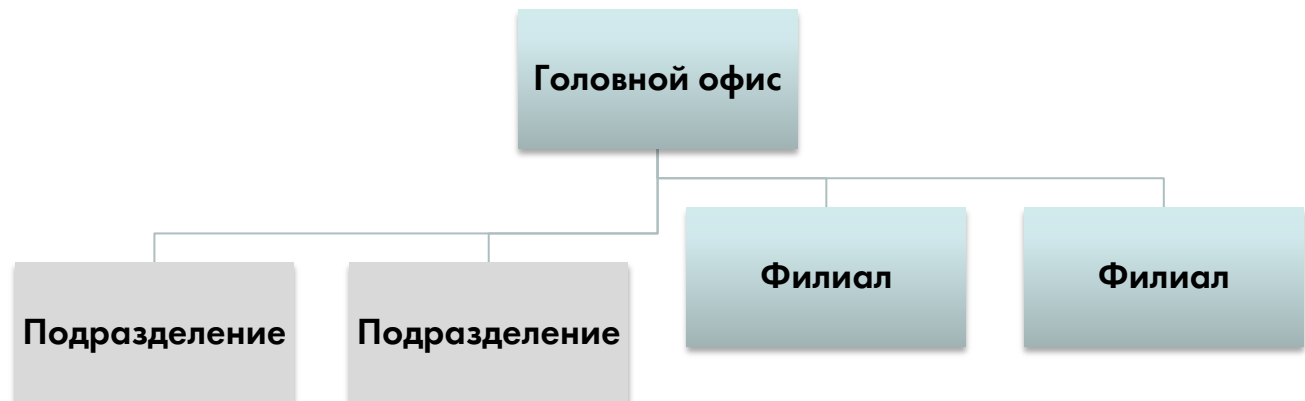 Головной офис
Филиал
Филиал
Подразделение
Подразделение